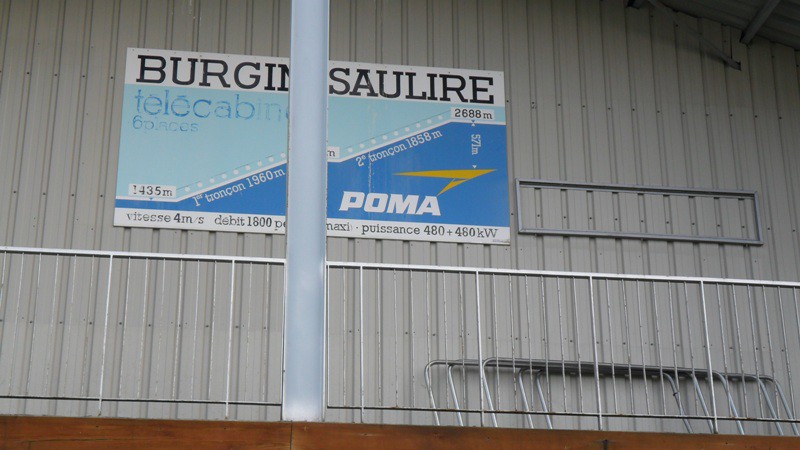 BURGIN SAULIRE
télécabin
6places
2688m
571m
2e tronçon 1858m
m
1435m
1er tronçon 1960m
POMA
vitesse 4m/s débit 1800 pe maxi · puissance 480+480kW